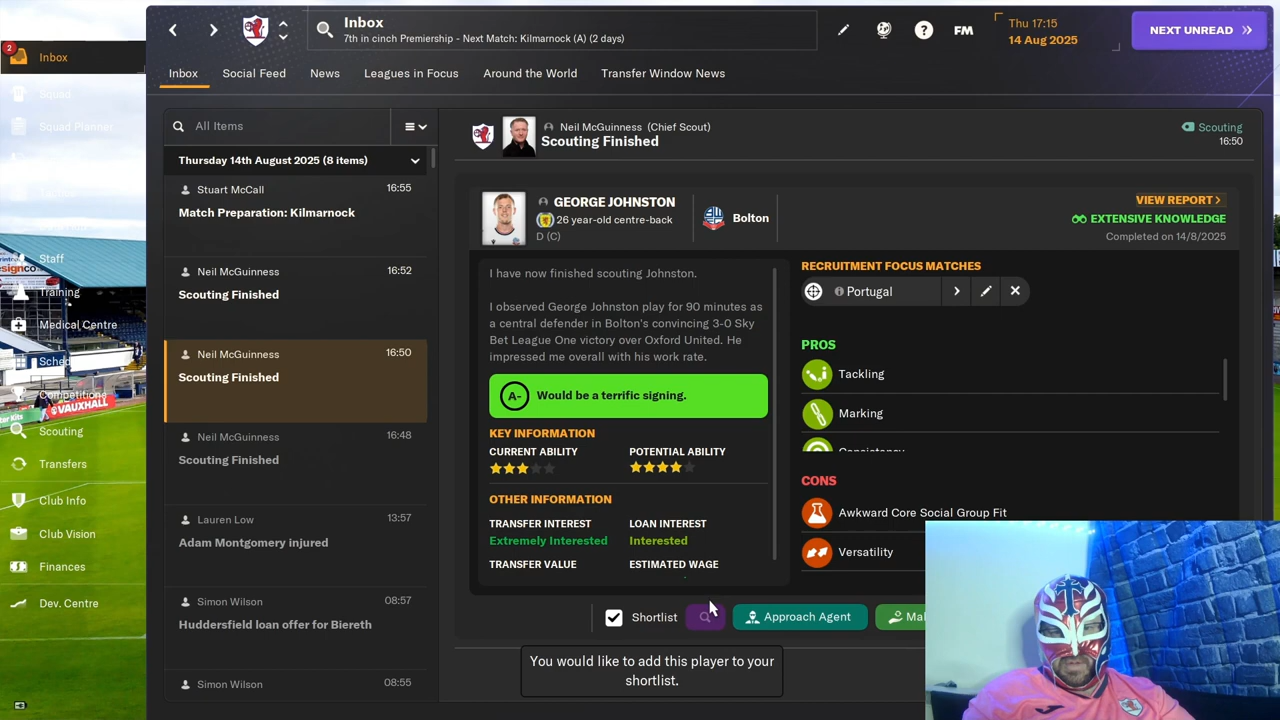 Inbox
7th in cinch Premiership - Next Match: Kilmarnock (A) (2 days)
FM
Thu 17:15
14 Aug 2025
NEXT UNREAD
2
Inbox
Squad
Squad Planner
Staff
Training
Medical Centre
Sched
Competitions
Scouting
Transfers
Club Info
Club Vision
Finances
Dev. Centre
Inbox
Social Feed
News
Leagues in Focus
Around the World
Transfer Window News
All Items
Thursday 14th August 2025 (8 items)
Stuart McCall 16:55
Match Preparation: Kilmarnock
Neil McGuinness 16:52
Scouting Finished
Neil McGuinness 16:50
Scouting Finished
Neil McGuinness 16:48
Scouting Finished
Lauren Low 13:57
Adam Montgomery injured
Simon Wilson 08:57
Huddersfield loan offer for Biereth
Simon Wilson 08:55
Neil McGuinness (Chief Scout)
Scouting Finished
Scouting
16:50
GEORGE JOHNSTON
26 year-old centre-back
D (C)
Bolton
VIEW REPORT >
EXTENSIVE KNOWLEDGE
Completed on 14/8/2025
I have now finished scouting Johnston.
I observed George Johnston play for 90 minutes as
a central defender in Bolton's convincing 3-0 Sky
Bet League One victory over Oxford United. He
impressed me overall with his work rate.
A- Would be a terrific signing.
KEY INFORMATION
CURRENT ABILITY POTENTIAL ABILITY
OTHER INFORMATION
TRANSFER INTEREST LOAN INTEREST
Extremely Interested Interested
TRANSFER VALUE ESTIMATED WAGE
RECRUITMENT FOCUS MATCHES
Portugal
PROS
Tackling
Marking
Consistency
CONS
Awkward Core Social Group Fit
Versatility
Shortlist
Approach Agent
You would like to add this player to your
shortlist.